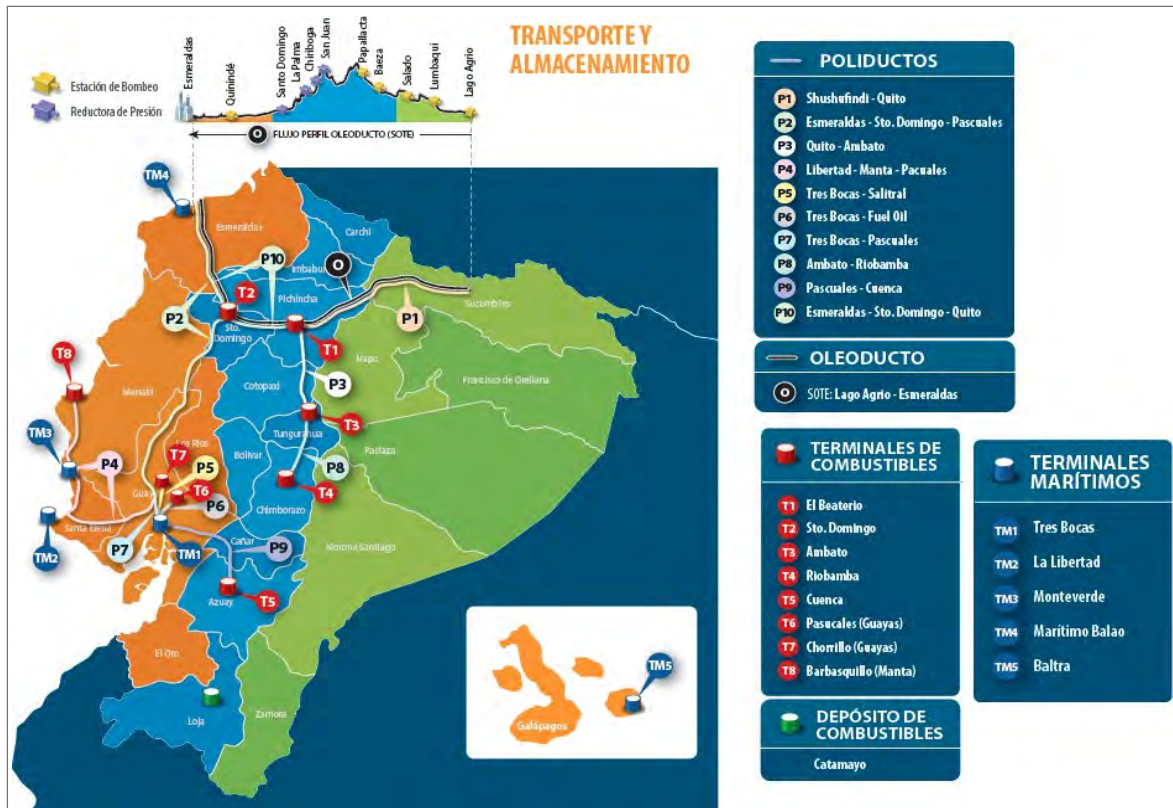 TRANSPORTE Y
ALMACENAMIENTO
Estación de Bombeo
Reductora de Presión
Esmeraldas
Quinindé
Santo Domingo
La Palma
Chiriboga
San Juan
Papallacta
Baeza
Salado
Lumbaqui
Lago Agrio
O FLUJO PERFIL OLEODUCTO (SOTE)
TM4
Esmeraldas
Carchi
P10
Imbabura
O
T2
Pichincha
Sucumbíos
P2
Sto.
Domingo
P1
T1
T8
Napo
Manabí
Cotopaxi
P3
Francisco de Orellana
T3
Tungurahua
TM3
Los Ríos
T7
Pastaza
P4
P5
Bolívar
P8
Guayas
T6
T4
P6
Chimborazo
Santa Elena
TM2
P7
TM1
Cañar
P9
Morona Santiago
Azuay
T5
El Oro
Loja
Zamora
TM5
Galápagos
POLIDUCTOS
P1 Shushufindi - Quito
P2 Esmeraldas - Sto. Domingo - Pascuales
P3 Quito - Ambato
P4 Libertad - Manta - Pacuales
P5 Tres Bocas - Salitral
P6 Tres Bocas - Fuel Oil
P7 Tres Bocas - Pascuales
P8 Ambato - Riobamba
P9 Pascuales - Cuenca
P10 Esmeraldas - Sto. Domingo - Quito
OLEODUCTO
O SOTE: Lago Agrio - Esmeraldas
TERMINALES DE
COMBUSTIBLES
T1 El Beaterio
T2 Sto. Domingo
T3 Ambato
T4 Riobamba
T5 Cuenca
T6 Pasucales (Guayas)
T7 Chorrillo (Guayas)
T8 Barbasquillo (Manta)
DEPÓSITO DE
COMBUSTIBLES
Catamayo
TERMINALES
MARÍTIMOS
TM1 Tres Bocas
TM2 La Libertad
TM3 Monteverde
TM4 Marítimo Balao
TM5 Baltra